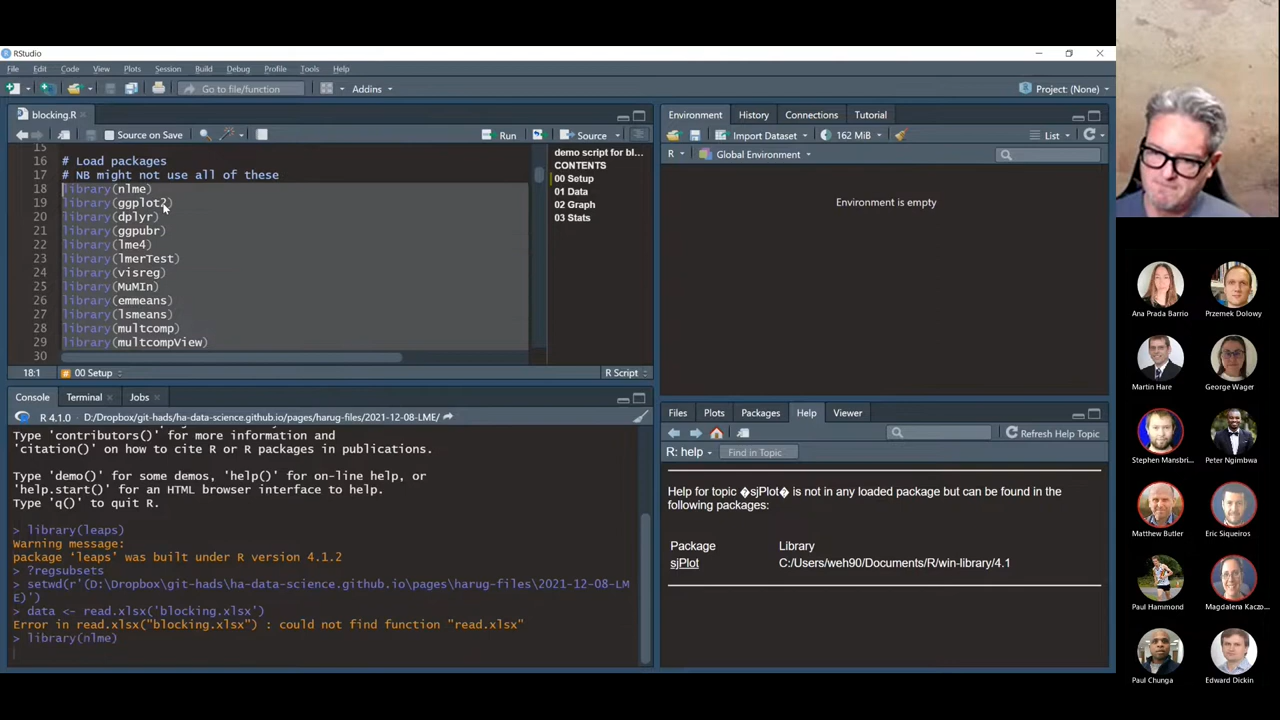 RStudio
File Edit Code View Plots Session Build Debug Profile Tools Help
Go to file/function Addins Project: (None)
blocking.R
Source on Save Run Source
15
16 # Load packages
17 # NB might not use all of these
18 library(nlme)
19 library(ggplot2)
20 library(dplyr)
21 library(ggpubr)
22 library(lme4)
23 library(lmerTest)
24 library(visreg)
25 library(MuMIn)
26 library(emmeans)
27 library(lsmeans)
28 library(multcomp)
29 library(multcompView)
30
demo script for bl...
CONTENTS
00 Setup
01 Data
02 Graph
03 Stats
18:1 # 00 Setup R Script
Console Terminal Jobs
R 4.1.0 · D:/Dropbox/git-hads/ha-data-science.github.io/pages/harug-files/2021-12-08-LME/
Type 'contributors()' for more information and
'citation()' on how to cite R or R packages in publications.
Type 'demo()' for some demos, 'help()' for on-line help, or
'help.start()' for an HTML browser interface to help.
Type 'q()' to quit R.
> library(leaps)
Warning message:
package ‘leaps’ was built under R version 4.1.2
> ?regsubsets
> setwd(r'(D:\Dropbox\git-hads\ha-data-science.github.io\pages\harug-files\2021-12-08-LM
E)')
> data <- read.xlsx('blocking.xlsx')
Error in read.xlsx("blocking.xlsx") : could not find function "read.xlsx"
> library(nlme)
Environment History Connections Tutorial
Import Dataset 162 MiB List
R Global Environment
Environment is empty
Files Plots Packages Help Viewer
Refresh Help Topic
R: help Find in Topic
Help for topic �sjPlot� is not in any loaded package but can be found in the
following packages:
Package Library
sjPlot C:/Users/weh90/Documents/R/win-library/4.1
Ana Prada Barrio Przemek Dolowy
Martin Hare George Wager
Stephen Mansbri... Peter Ngimbwa
Matthew Butler Eric Siqueiros
Paul Hammond Magdalena Kaczo...
Paul Chunga Edward Dickin